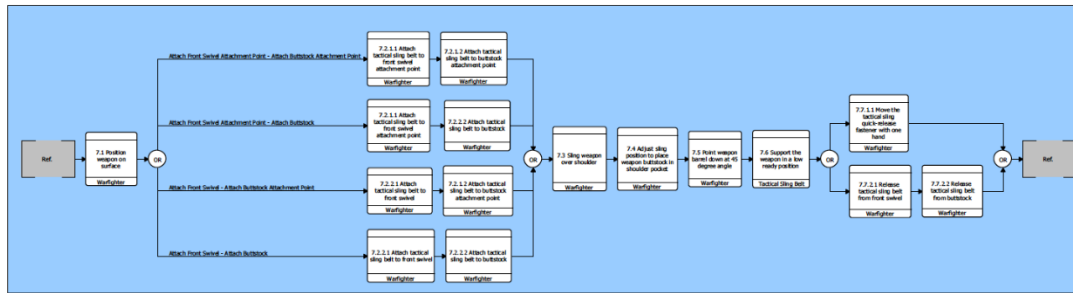 Ref.
7.1 Position
weapon on
surface
Warfighter
OR
Attach Front Swivel Attachment Point - Attach Buttstock Attachment Point
7.2.1.1 Attach
tactical sling belt to
front swivel
attachment point
Warfighter
7.2.1.2 Attach tactical
sling belt to buttstock
attachment point
Warfighter
Attach Front Swivel Attachment Point - Attach Buttstock
7.2.1.1 Attach
tactical sling belt to
front swivel
attachment point
Warfighter
7.2.2.2 Attach tactical
sling belt to buttstock
Warfighter
Attach Front Swivel - Attach Buttstock Attachment Point
7.2.2.1 Attach
tactical sling belt to
front swivel
Warfighter
7.2.1.2 Attach tactical
sling belt to buttstock
attachment point
Warfighter
Attach Front Swivel - Attach Buttstock
7.2.2.1 Attach tactical
sling belt to front swivel
Warfighter
7.2.2.2 Attach tactical
sling belt to buttstock
Warfighter
OR
7.3 Sling weapon
over shoulder
Warfighter
7.4 Adjust sling
position to place
weapon buttstock in
shoulder pocket
Warfighter
7.5 Point weapon
barrel down at 45
degree angle
Warfighter
7.6 Support the
weapon in a low
ready position
Tactical Sling Belt
OR
7.7.1.1 Move the
tactical sling
quick-release
fastener with one
hand
Warfighter
7.7.2.1 Release
tactical sling belt
from front swivel
Warfighter
7.7.2.2 Release
tactical sling belt
from buttstock
Warfighter
OR
Ref.